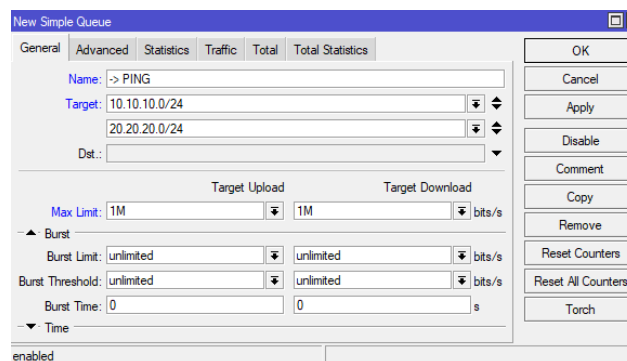 New Simple Queue
General Advanced Statistics Traffic Total Total Statistics
OK
Name: -> PING
Cancel
Target: 10.10.10.0/24
Apply
20.20.20.0/24
Disable
Dst.:
Comment
Target Upload Target Download
Copy
Max Limit: 1M 1M bits/s
Remove
Burst
Burst Limit: unlimited unlimited bits/s
Reset Counters
Burst Threshold: unlimited unlimited bits/s
Reset All Counters
Burst Time: 0 0 s
Torch
Time
enabled